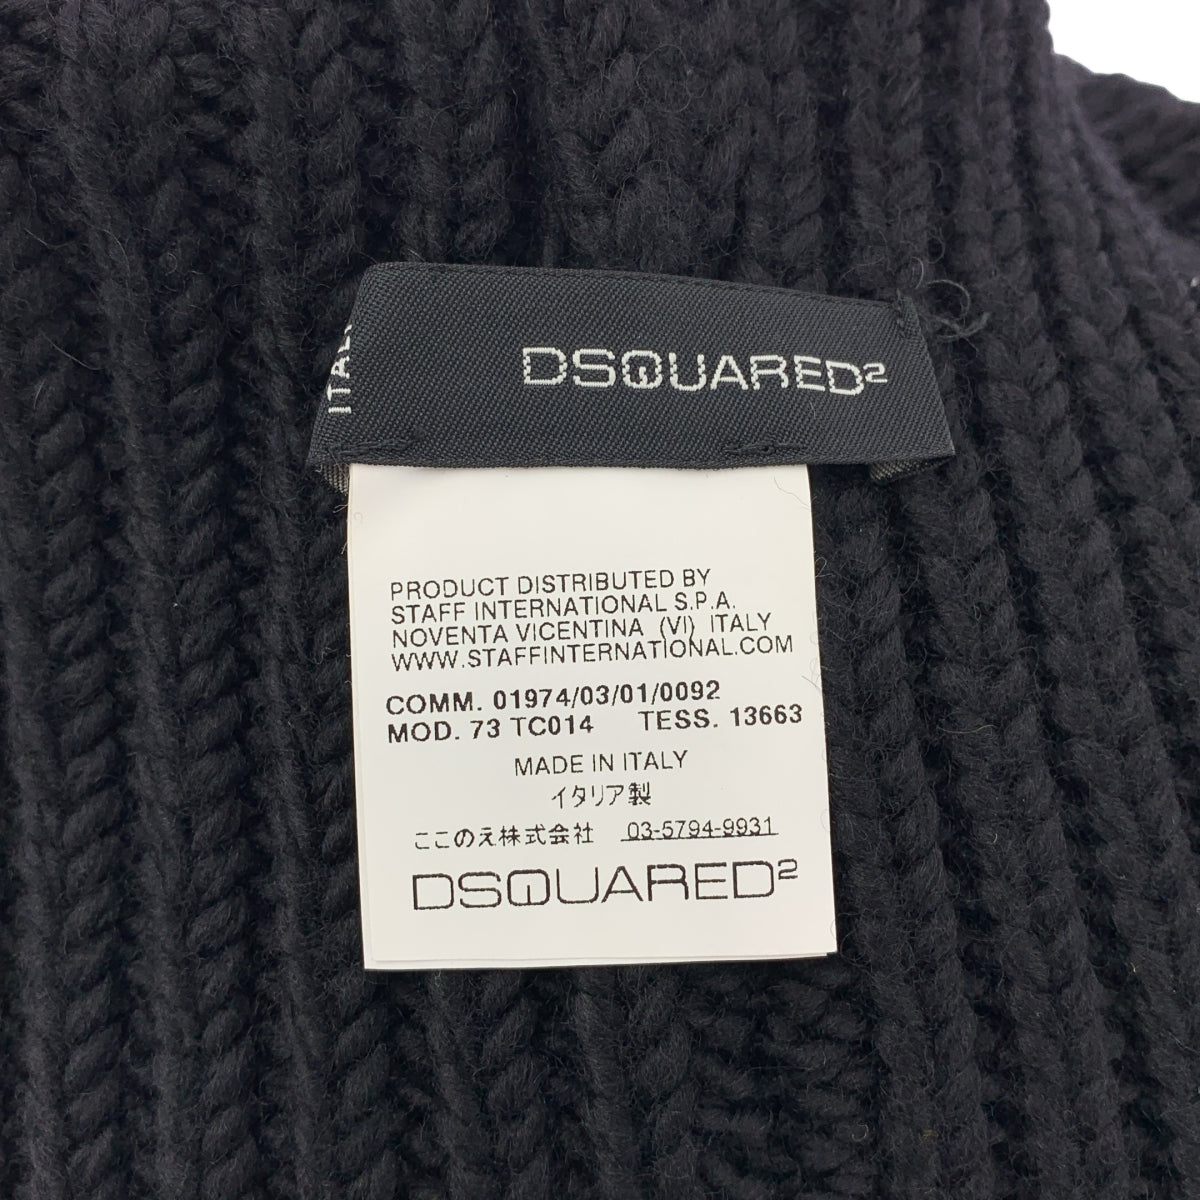 ITALY
DSQUARED2
PRODUCT DISTRIBUTED BY
STAFF INTERNATIONAL S.P.A.
NOVENTA VICENTINA (VI) ITALY
WWW.STAFFINTERNATIONAL.COM
COMM. 01974/03/01/0092
MOD. 73 TC014 TESS. 13663
MADE IN ITALY
イタリア製
ここのえ株式会社 03-5794-9931
DSQUARED2